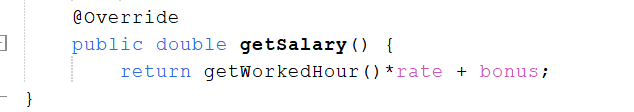 @Override
public double getSalary() {
return getWorkedHour()*rate + bonus;
}